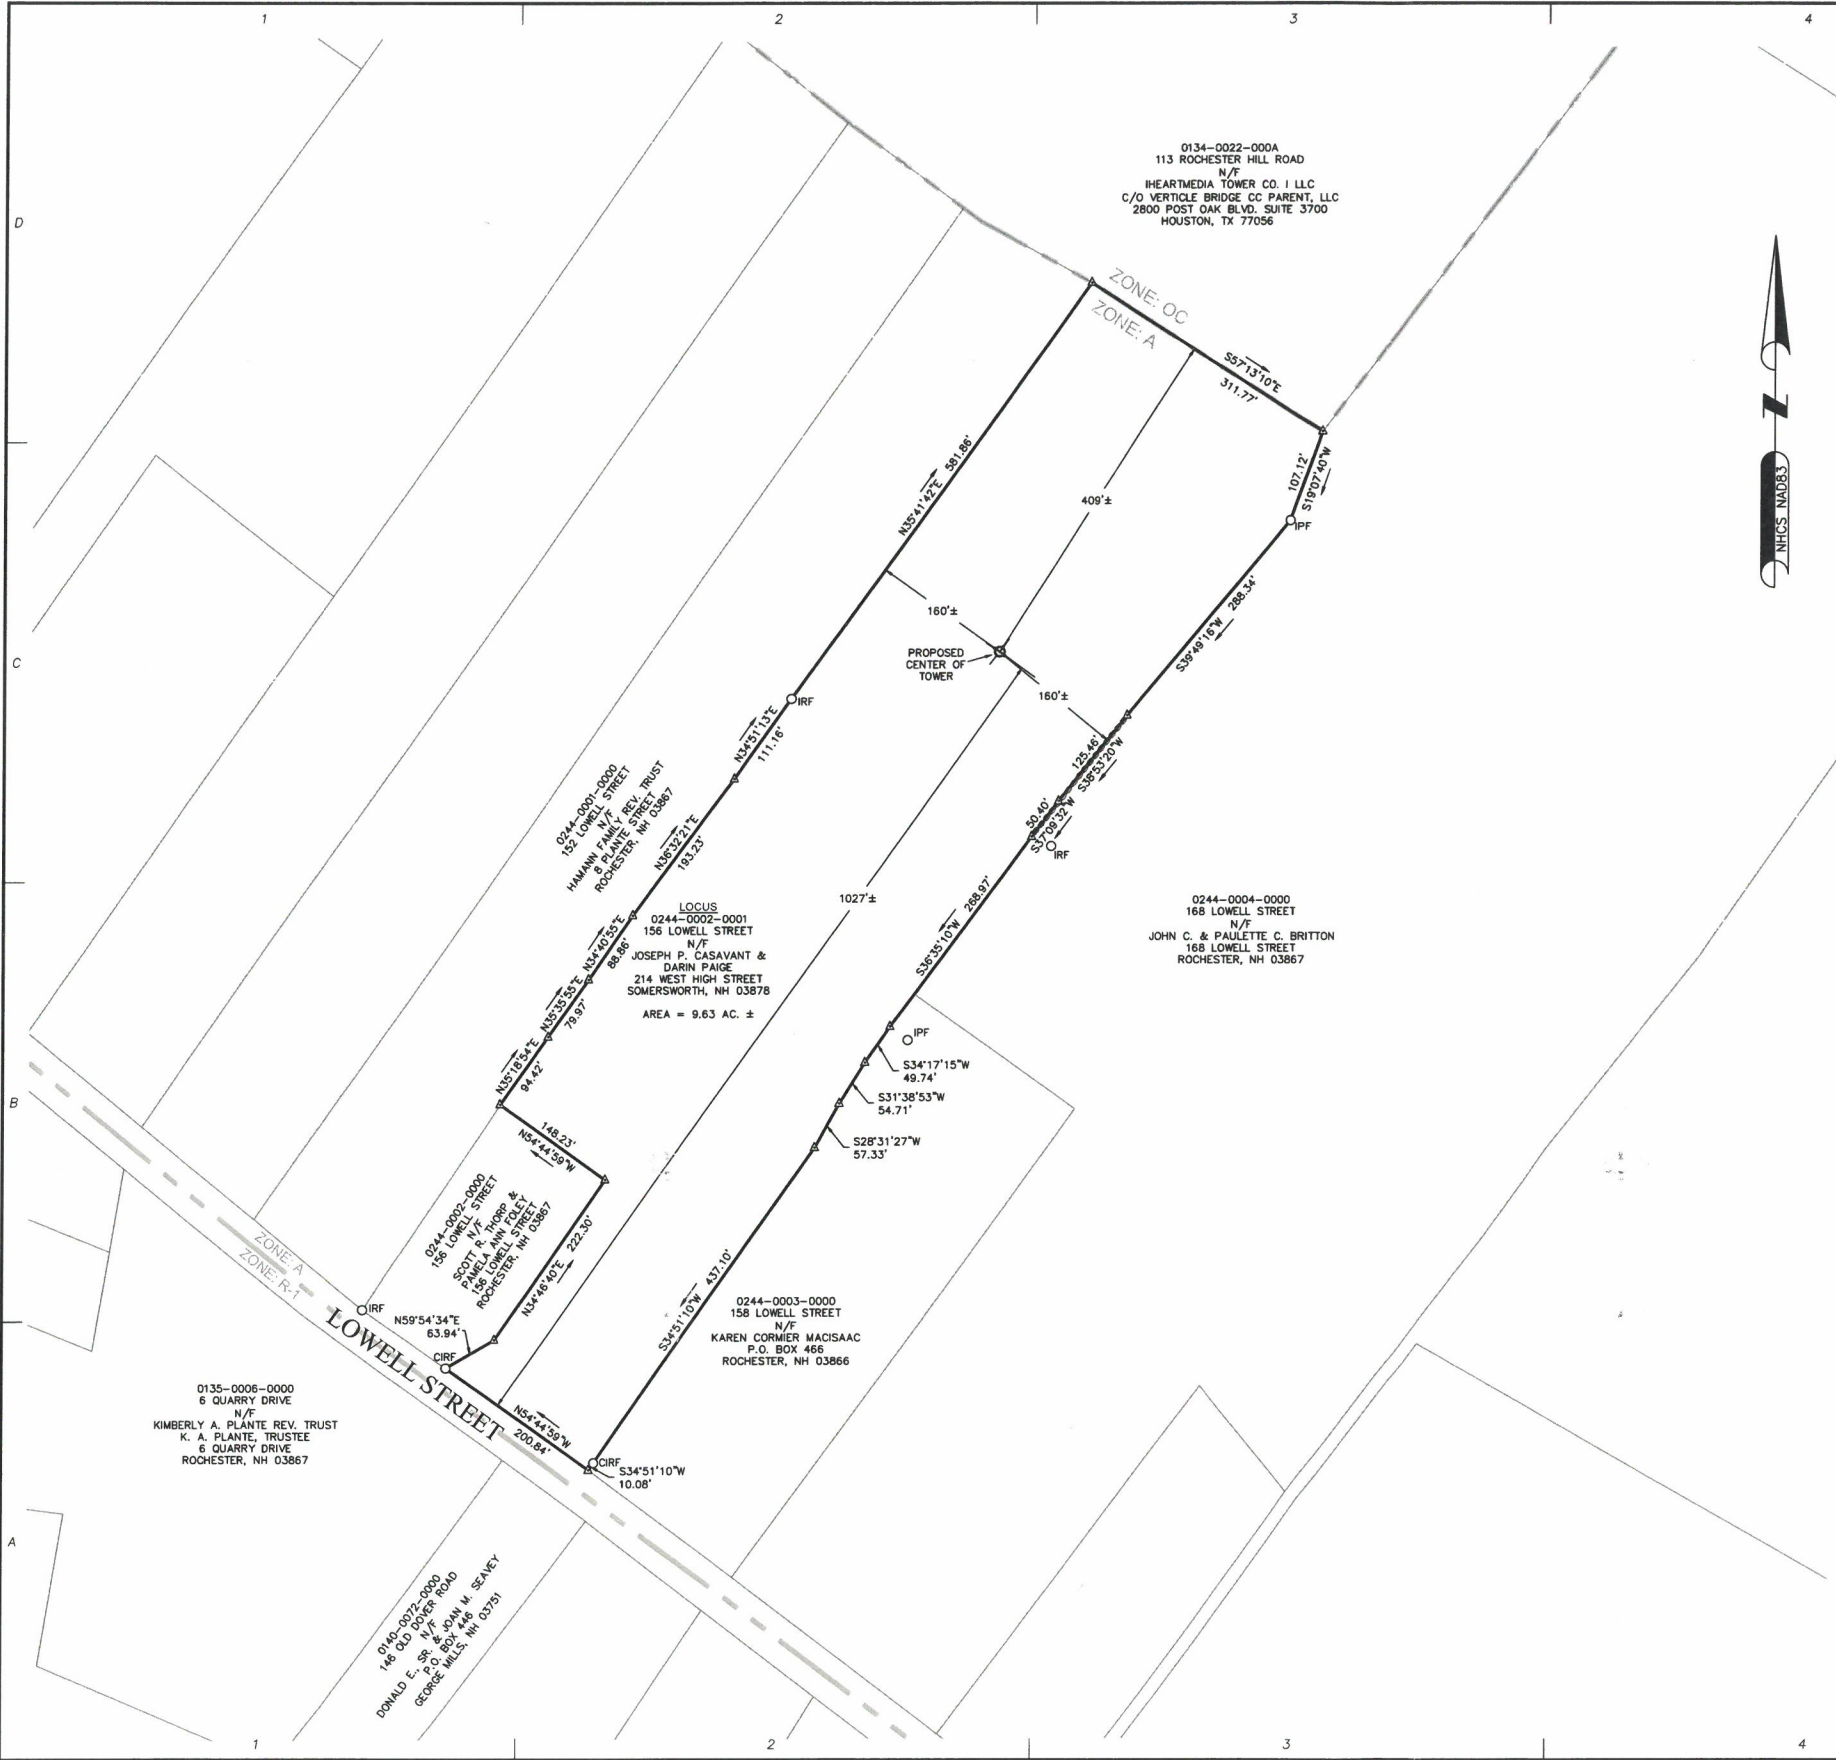 1 2 3 4
0134-0022-000A
113 ROCHESTER HILL ROAD
N/F
IHEARTMEDIA TOWER CO. I LLC
C/O VERTICLE BRIDGE CC PARENT, LLC
2800 POST OAK BLVD. SUITE 3700
HOUSTON, TX 77056
D
ZONE: OC
ZONE: A
S57°13'10"E
311.77'
107.12'
S19°07'40"W
IPF
N35°41'42"E 581.86'
409'±
NHCS NAD83
N
288.34'
S39°49'16"W
160'±
C
PROPOSED
CENTER OF
TOWER
160'±
IRF
N34°51'13"E
111.16'
125.46'
S38°53'20"W
50.40'
S37°09'32"W
IRF
0244-0001-0000
152 LOWELL STREET
N/F
HAMANN FAMILY REV. TRUST
8 PLANTE STREET
ROCHESTER, NH 03867
N36°32'21"E
193.23'
1027'±
S36°35'10"W 268.97'
LOCUS
0244-0002-0001
156 LOWELL STREET
N/F
JOSEPH P. CASAVANT &
DARIN PAIGE
214 WEST HIGH STREET
SOMERSWORTH, NH 03878
AREA = 9.63 AC. ±
0244-0004-0000
168 LOWELL STREET
N/F
JOHN C. & PAULETTE C. BRITTON
168 LOWELL STREET
ROCHESTER, NH 03867
N34°40'55"E
88.86'
N35°35'55"E
79.97'
N35°18'54"E
94.42'
IPF
S34°17'15"W
49.74'
S31°38'53"W
54.71'
S28°31'27"W
57.33'
B
148.23'
N54°44'59"W
0244-0002-0000
156 LOWELL STREET
N/F
SCOTT R. THORP &
PAMELA ANN FOLEY
156 LOWELL STREET
ROCHESTER, NH 03867
N34°46'40"E 222.30'
ZONE: A
ZONE: R-1
S34°51'10"W 437.10'
0244-0003-0000
158 LOWELL STREET
N/F
KAREN CORMIER MACISAAC
P.O. BOX 466
ROCHESTER, NH 03866
IRF
N59°54'34"E
63.94'
CIRF
LOWELL STREET
0135-0006-0000
6 QUARRY DRIVE
N/F
KIMBERLY A. PLANTE REV. TRUST
K. A. PLANTE, TRUSTEE
6 QUARRY DRIVE
ROCHESTER, NH 03867
N54°44'59"W
200.84'
CIRF
S34°51'10"W
10.08'
A
0140-0072-0000
146 OLD DOVER ROAD
N/F
DONALD E., SR. & JOAN M. SEAVEY
P.O. BOX 446
GEORGE MILLS, NH 03751
1 2 3 4